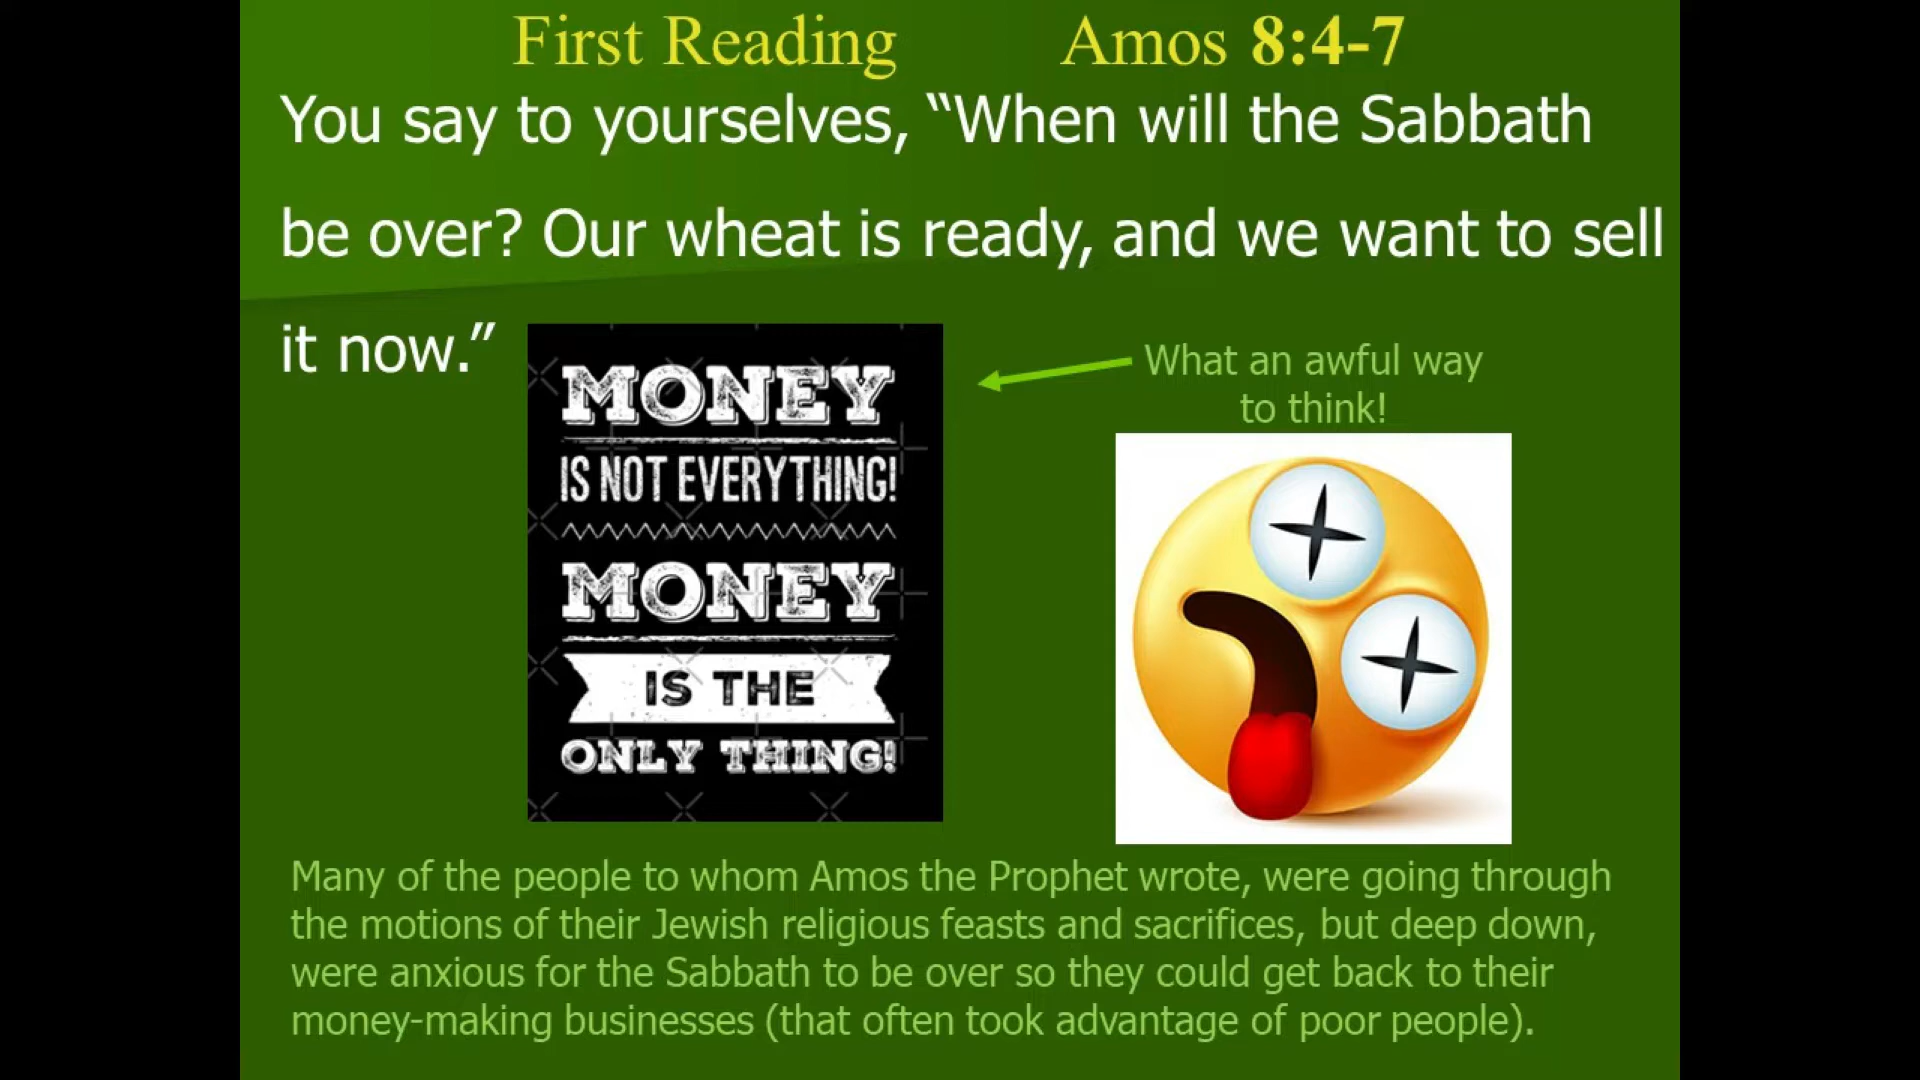 First Reading Amos 8:4-7
You say to yourselves, “When will the Sabbath
be over? Our wheat is ready, and we want to sell
it now.”
MONEY
IS NOT EVERYTHING!
MONEY
IS THE
ONLY THING!
What an awful way
to think!
Many of the people to whom Amos the Prophet wrote, were going through
the motions of their Jewish religious feasts and sacrifices, but deep down,
were anxious for the Sabbath to be over so they could get back to their
money-making businesses (that often took advantage of poor people).